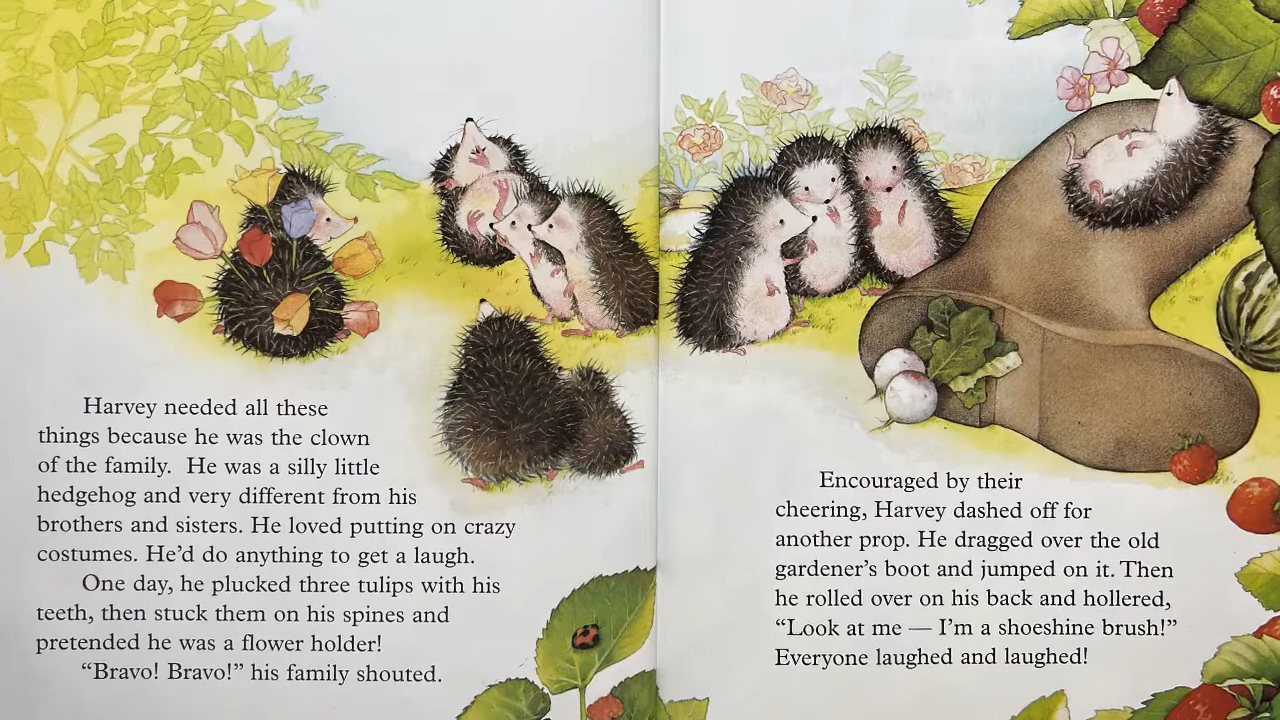 Harvey needed all these
things because he was the clown
of the family. He was a silly little
hedgehog and very different from his
brothers and sisters. He loved putting on crazy
costumes. He'd do anything to get a laugh.
One day, he plucked three tulips with his
teeth, then stuck them on his spines and
pretended he was a flower holder!
"Bravo! Bravo!" his family shouted.
Encouraged by their
cheering, Harvey dashed off for
another prop. He dragged over the old
gardener's boot and jumped on it. Then
he rolled over on his back and hollered,
"Look at me — I'm a shoeshine brush!"
Everyone laughed and laughed!